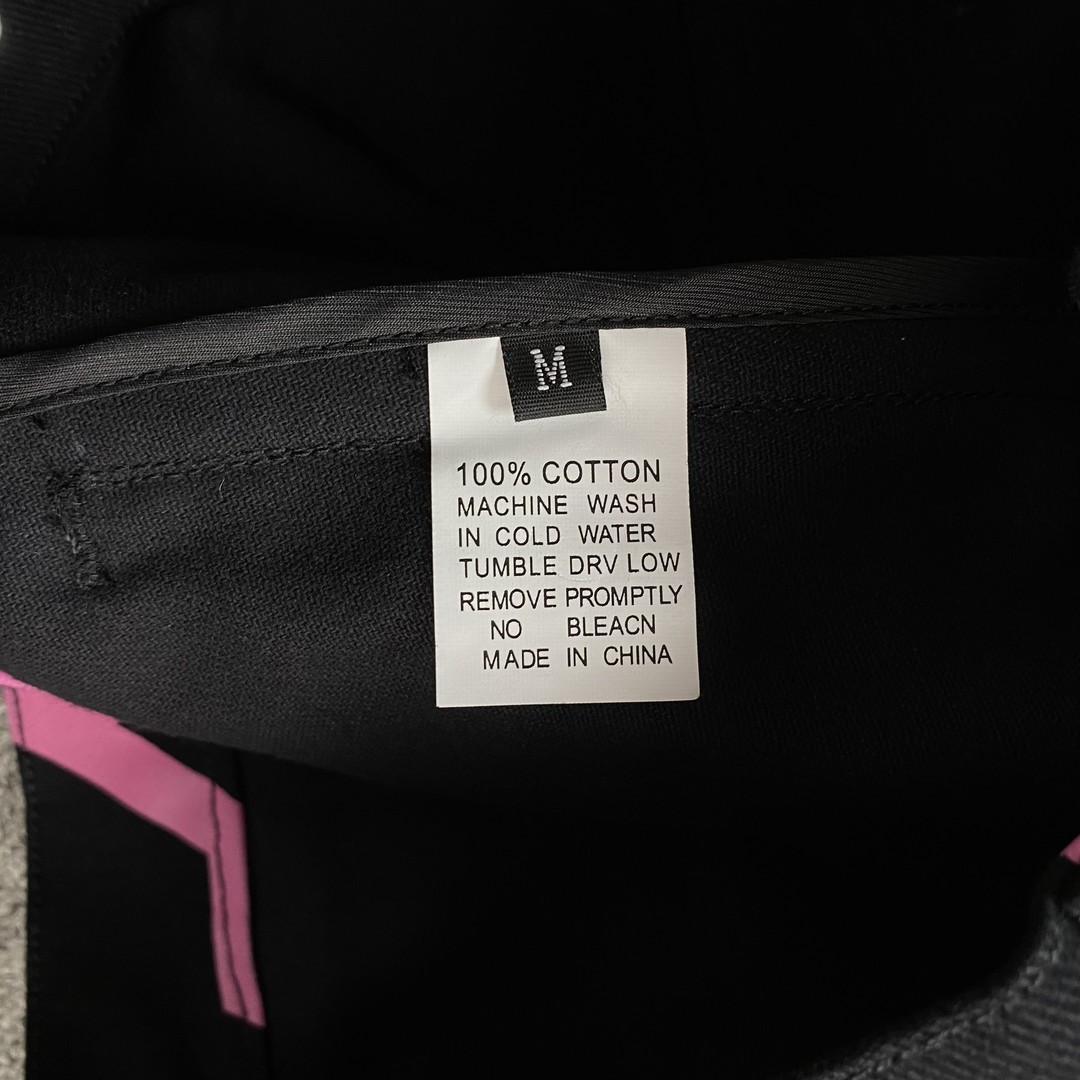 M
100% COTTON
MACHINE WASH
IN COLD WATER
TUMBLE DRV LOW
REMOVE PROMPTLY
NO BLEACN
MADE IN CHINA